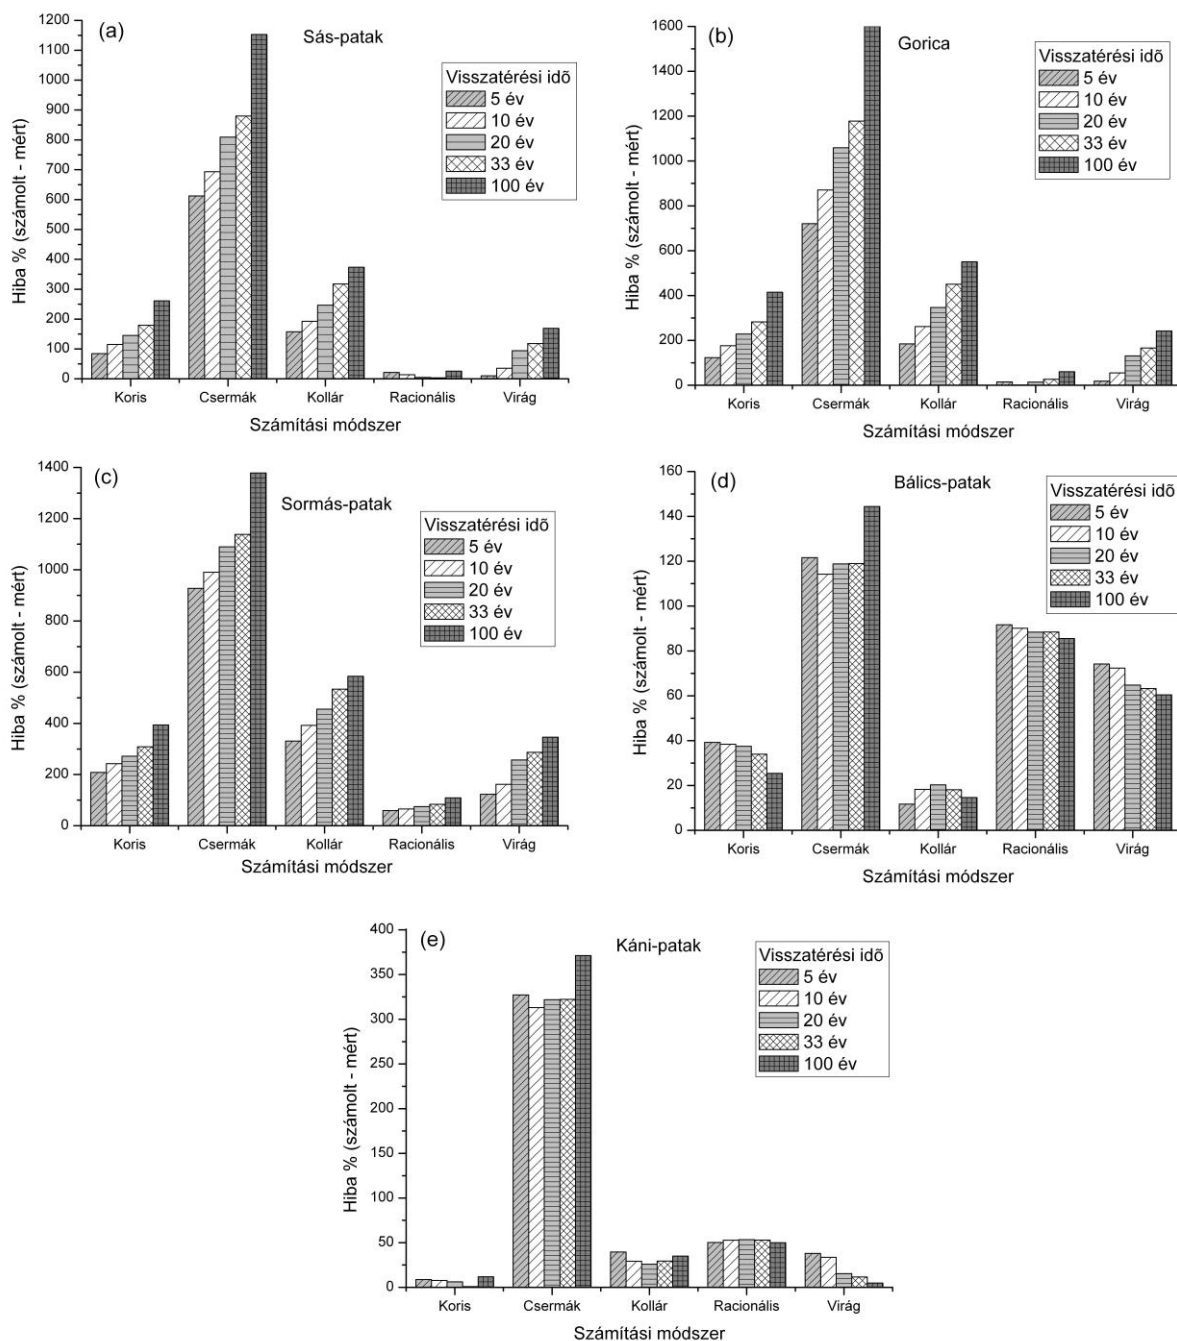 (a)
Sás-patak
Hiba % (számolt - mért)
1200
1100
1000
900
800
700
600
500
400
300
200
100
0
Visszatérési idõ
5 év
10 év
20 év
33 év
100 év
Koris Csermák Kollár Racionális Virág
Számítási módszer
(b)
Gorica
Hiba % (számolt - mért)
1600
1400
1200
1000
800
600
400
200
0
Visszatérési idõ
5 év
10 év
20 év
33 év
100 év
Koris Csermák Kollár Racionális Virág
Számítási módszer
(c)
Sormás-patak
Hiba % (számolt - mért)
1400
1200
1000
800
600
400
200
0
Visszatérési idõ
5 év
10 év
20 év
33 év
100 év
Koris Csermák Kollár Racionális Virág
Számítási módszer
(d)
Bálics-patak
Hiba % (számolt - mért)
160
140
120
100
80
60
40
20
0
Visszatérési idõ
5 év
10 év
20 év
33 év
100 év
Koris Csermák Kollár Racionális Virág
Számítási módszer
(e)
Káni-patak
Hiba % (számolt - mért)
400
350
300
250
200
150
100
50
0
Visszatérési idõ
5 év
10 év
20 év
33 év
100 év
Koris Csermák Kollár Racionális Virág
Számítási módszer